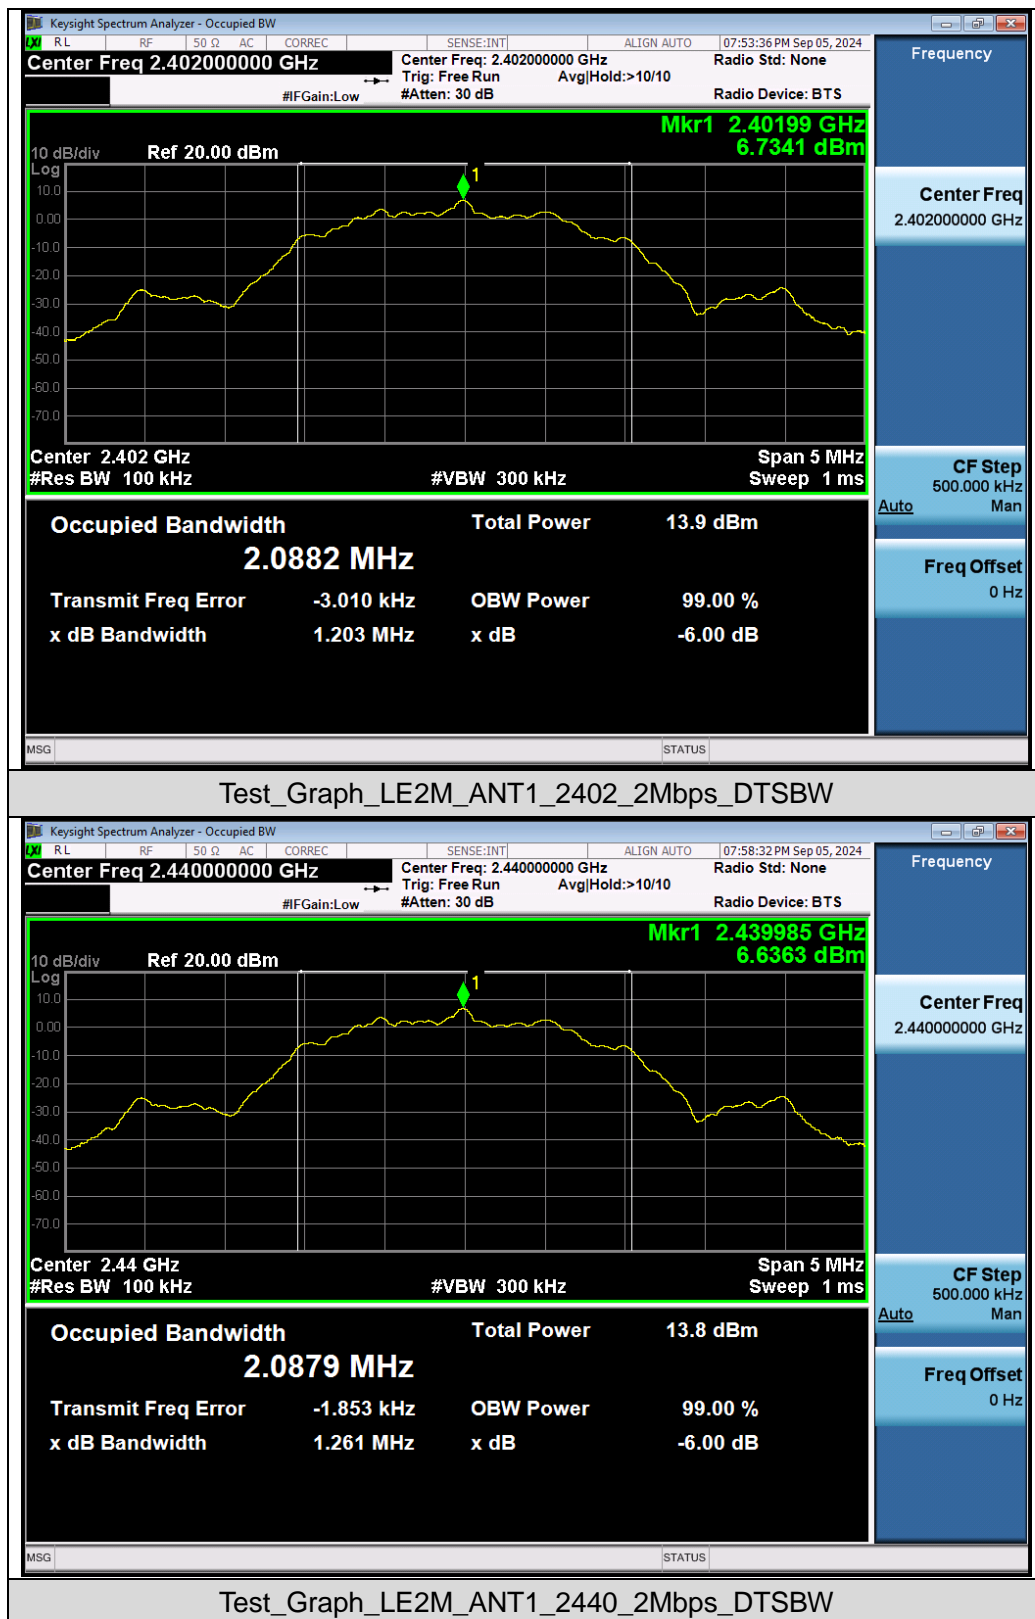 Keysight Spectrum Analyzer - Occupied BW
LXI RL RF 50 Ω AC CORREC SENSE:INT ALIGN AUTO 07:53:36 PM Sep 05, 2024
Center Freq 2.402000000 GHz
Center Freq: 2.402000000 GHz Radio Std: None
Trig: Free Run Avg|Hold:>10/10
#IFGain:Low #Atten: 30 dB Radio Device: BTS
Frequency
Mkr1 2.40199 GHz
6.7341 dBm
10 dB/div Ref 20.00 dBm
Log
1
10.0
0.00
-10.0
-20.0
-30.0
-40.0
-50.0
-60.0
-70.0
Center 2.402 GHz Span 5 MHz
#Res BW 100 kHz #VBW 300 kHz Sweep 1 ms
Center Freq
2.402000000 GHz
CF Step
500.000 kHz
Auto Man
Freq Offset
0 Hz
Occupied Bandwidth Total Power 13.9 dBm
2.0882 MHz
Transmit Freq Error -3.010 kHz OBW Power 99.00 %
x dB Bandwidth 1.203 MHz x dB -6.00 dB
MSG STATUS
Test_Graph_LE2M_ANT1_2402_2Mbps_DTSBW
Keysight Spectrum Analyzer - Occupied BW
LXI RL RF 50 Ω AC CORREC SENSE:INT ALIGN AUTO 07:58:32 PM Sep 05, 2024
Center Freq 2.440000000 GHz
Center Freq: 2.440000000 GHz Radio Std: None
Trig: Free Run Avg|Hold:>10/10
#IFGain:Low #Atten: 30 dB Radio Device: BTS
Frequency
Mkr1 2.439985 GHz
6.6363 dBm
10 dB/div Ref 20.00 dBm
Log
1
10.0
0.00
-10.0
-20.0
-30.0
-40.0
-50.0
-60.0
-70.0
Center 2.44 GHz Span 5 MHz
#Res BW 100 kHz #VBW 300 kHz Sweep 1 ms
Center Freq
2.440000000 GHz
CF Step
500.000 kHz
Auto Man
Freq Offset
0 Hz
Occupied Bandwidth Total Power 13.8 dBm
2.0879 MHz
Transmit Freq Error -1.853 kHz OBW Power 99.00 %
x dB Bandwidth 1.261 MHz x dB -6.00 dB
MSG STATUS
Test_Graph_LE2M_ANT1_2440_2Mbps_DTSBW